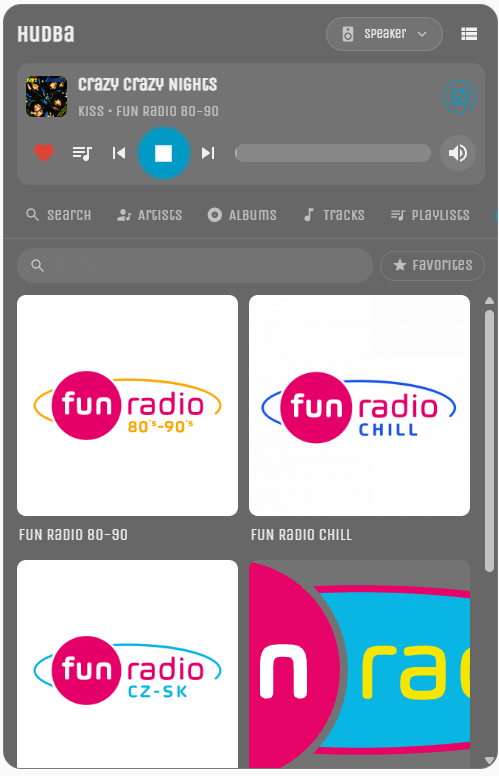 Hudba
Speaker
Crazy Crazy Nights
KISS • FUN RADIO 80-90
Search
Artists
Albums
Tracks
Playlists
Favorites
fun radio
80's-90's
fun radio
CHILL
FUN RADIO 80-90
FUN RADIO CHILL
fun radio
CZ-SK
n rad